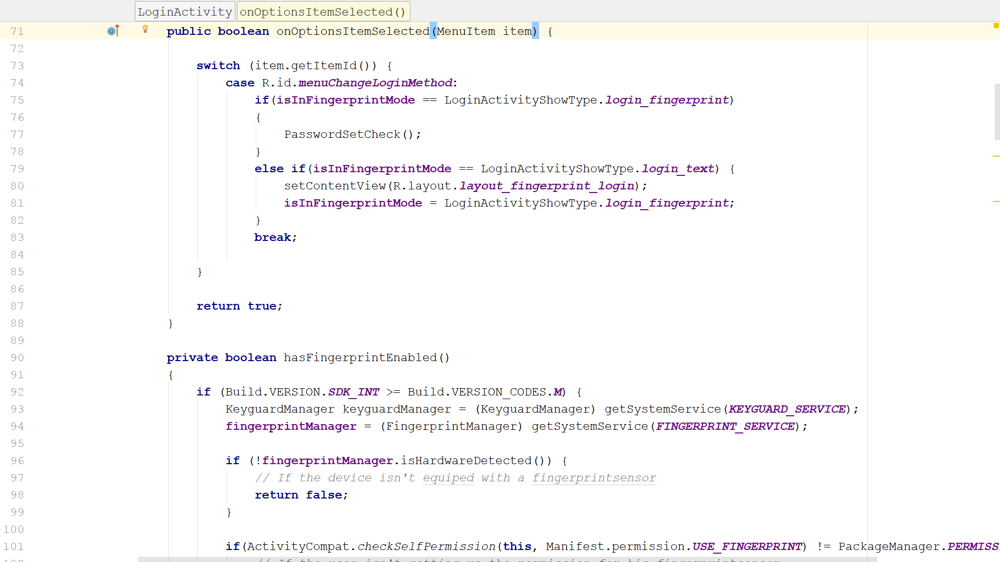 LoginActivity onOptionsItemSelected()
71 public boolean onOptionsItemSelected(MenuItem item) {
72
73 switch (item.getItemId()) {
74 case R.id.menuChangeLoginMethod:
75 if(isInFingerprintMode == LoginActivityShowType.login_fingerprint)
76 {
77 PasswordSetCheck();
78 }
79 else if(isInFingerprintMode == LoginActivityShowType.login_text) {
80 setContentView(R.layout.layout_fingerprint_login);
81 isInFingerprintMode = LoginActivityShowType.login_fingerprint;
82 }
83 break;
84
85 }
86
87 return true;
88 }
89
90 private boolean hasFingerprintEnabled()
91 {
92 if (Build.VERSION.SDK_INT >= Build.VERSION_CODES.M) {
93 KeyguardManager keyguardManager = (KeyguardManager) getSystemService(KEYGUARD_SERVICE);
94 fingerprintManager = (FingerprintManager) getSystemService(FINGERPRINT_SERVICE);
95
96 if (!fingerprintManager.isHardwareDetected()) {
97 // If the device isn't equiped with a fingerprintsensor
98 return false;
99 }
100
101 if(ActivityCompat.checkSelfPermission(this, Manifest.permission.USE_FINGERPRINT) != PackageManager.PERMISS